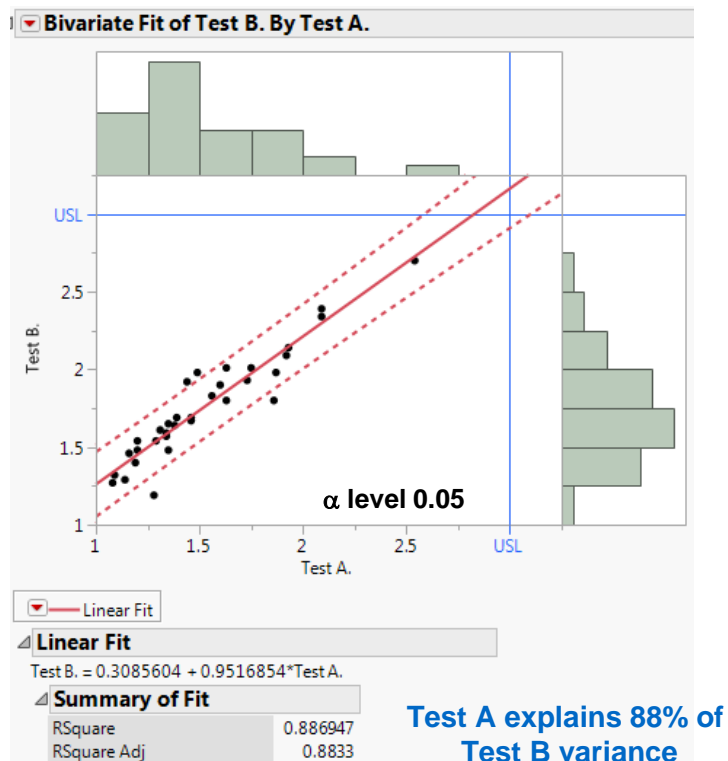 Bivariate Fit of Test B. By Test A.
USL
2.5
2
1.5
1
Test B.
α level 0.05
1
1.5
2
2.5
USL
Test A.
Linear Fit
Linear Fit
Test B. = 0.3085604 + 0.9516854*Test A.
Summary of Fit
RSquare 0.886947
RSquare Adj 0.8833
Test A explains 88% of
Test B variance